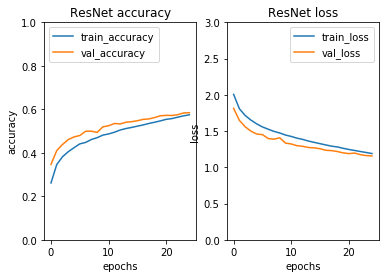 ResNet accuracy
train_accuracy
val_accuracy
accuracy
1.0
0.8
0.6
0.4
0.2
0.0
0
10
20
epochs
ResNet loss
train_loss
val_loss
loss
3.0
2.5
2.0
1.5
1.0
0.5
0.0
0
10
20
epochs